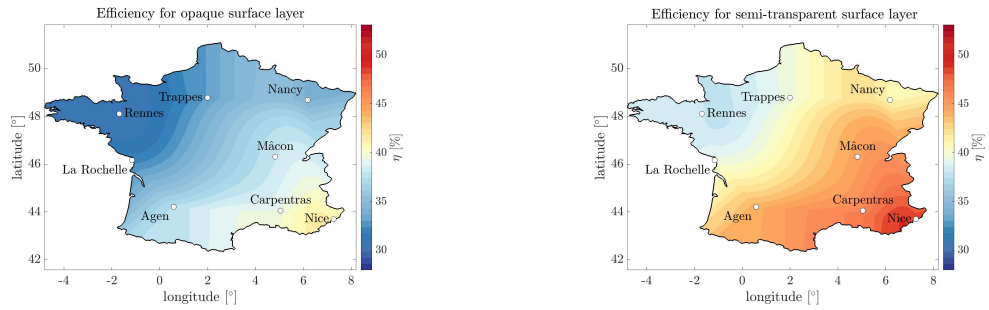 Efficiency for opaque surface layer
50
48
46
44
42
latitude [°]
Trappes
Nancy
Rennes
Mâcon
La Rochelle
Carpentras
Agen
Nice
-4 -2 0 2 4 6 8
longitude [°]
50
45
40
35
30
η [%]
Efficiency for semi-transparent surface layer
50
48
46
44
42
latitude [°]
Trappes
Nancy
Rennes
Mâcon
La Rochelle
Carpentras
Agen
Nice
-4 -2 0 2 4 6 8
longitude [°]
50
45
40
35
30
η [%]